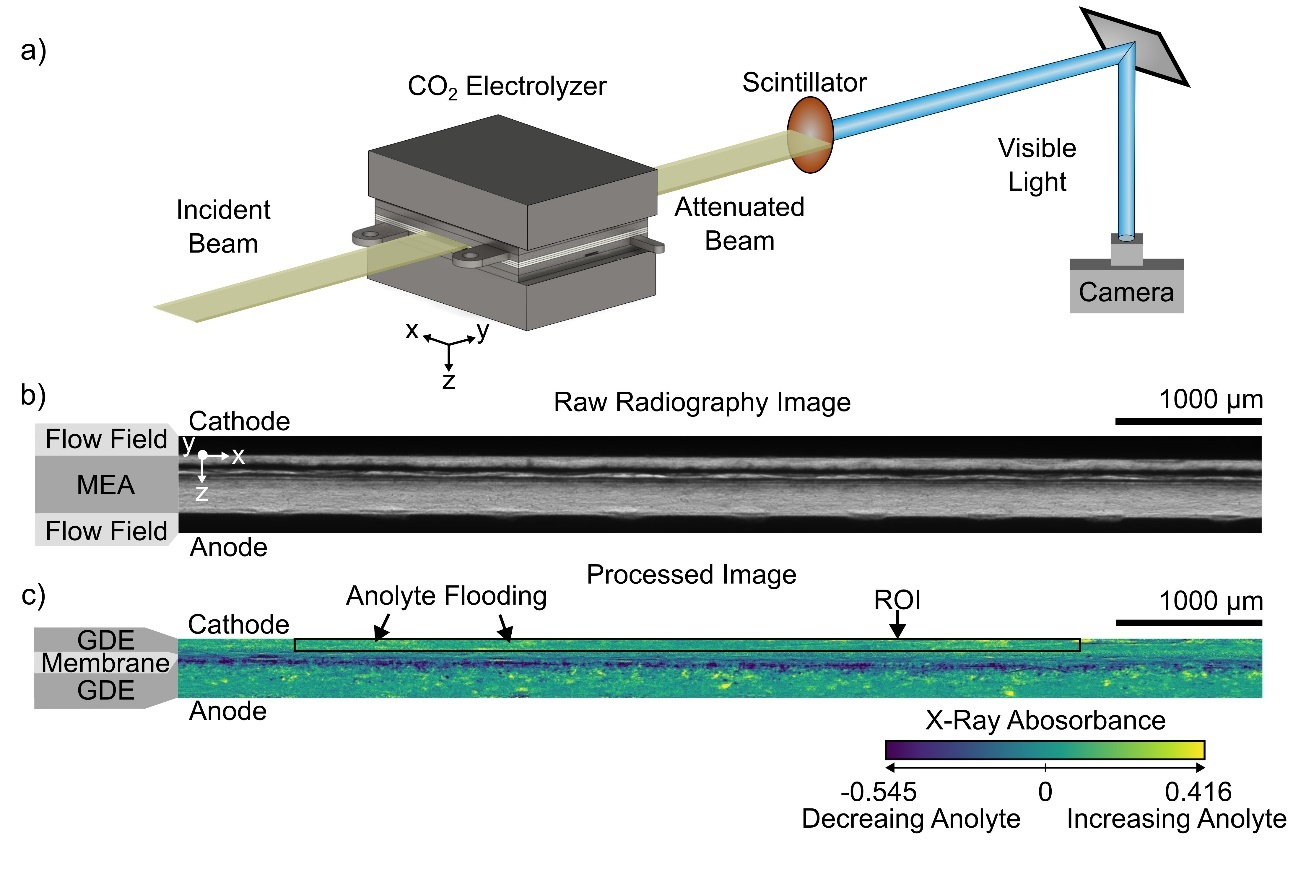 a)
CO₂ Electrolyzer
Scintillator
Incident
Beam
Attenuated
Beam
Visible
Light
Camera
x
y
z
b)
Raw Radiography Image
1000 μm
Cathode
Flow Field
MEA
Flow Field
y
x
z
Anode
Processed Image
c)
Anolyte Flooding
ROI
1000 μm
Cathode
GDE
Membrane
GDE
Anode
X-Ray Abosorbance
-0.545
0
0.416
Decreaing Anolyte
Increasing Anolyte